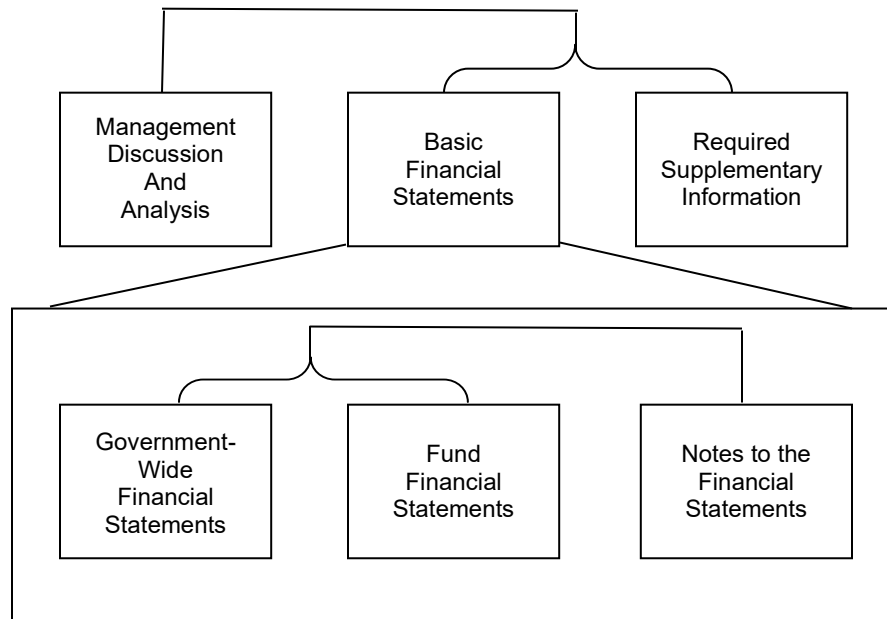 Management
Discussion
And
Analysis
Basic
Financial
Statements
Required
Supplementary
Information
Government-
Wide
Financial
Statements
Fund
Financial
Statements
Notes to the
Financial
Statements